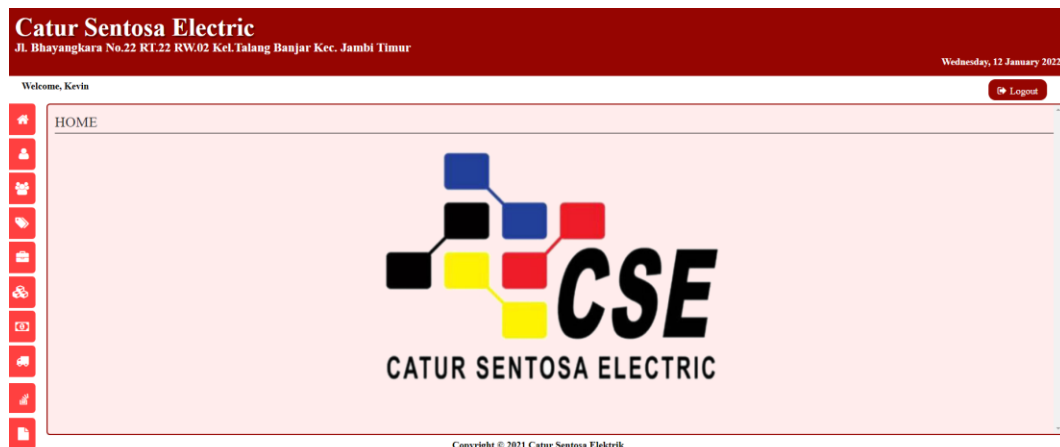 Catur Sentosa Electric
Jl. Bhayangkara No.22 RT.22 RW.02 Kel.Talang Banjar Kec. Jambi Timur
Wednesday, 12 January 2022
Welcome, Kevin
Logout
HOME
CSE
CATUR SENTOSA ELECTRIC
Copyright © 2021 Catur Sentosa Elektrik